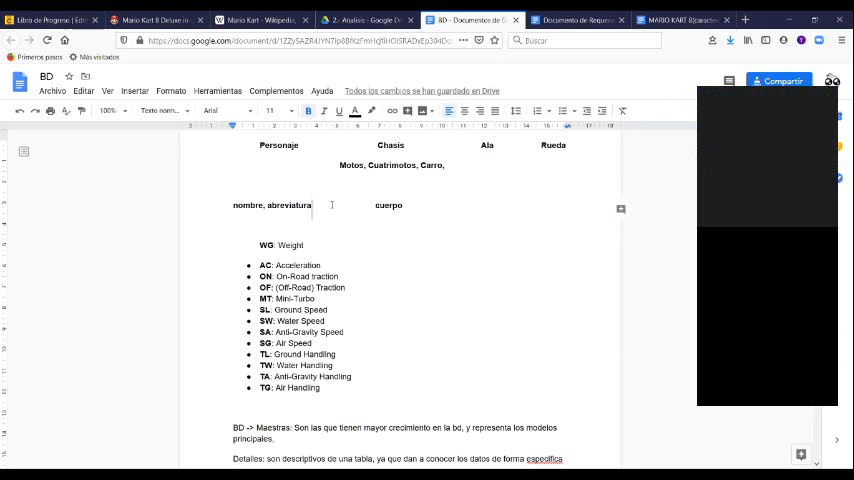 Libro de Progreso | Edm
Mario Kart 8 Deluxe in
Mario Kart - Wikipedia,
2.- Analisis - Google Dri
BD - Documentos de G
Documento de Requerim
MARIO KART 8(caracter
Buscar
Primeros pasos
Más visitados
BD
Archivo Editar Ver Insertar Formato Herramientas Complementos Ayuda Todos los cambios se han guardado en Drive
Compartir
100% Texto norm... Arial 11
Personaje Chasis Ala Rueda
Motos, Cuatrimotos, Carro,
nombre, abreviatura cuerpo
WG: Weight
AC: Acceleration
ON: On-Road traction
OF: (Off-Road) Traction
MT: Mini-Turbo
SL: Ground Speed
SW: Water Speed
SA: Anti-Gravity Speed
SG: Air Speed
TL: Ground Handling
TW: Water Handling
TA: Anti-Gravity Handling
TG: Air Handling
BD -> Maestras: Son las que tienen mayor crecimiento en la bd, y representa los modelos
principales,
Detalles: son descriptivos de una tabla, ya que dan a conocer los datos de forma especifica